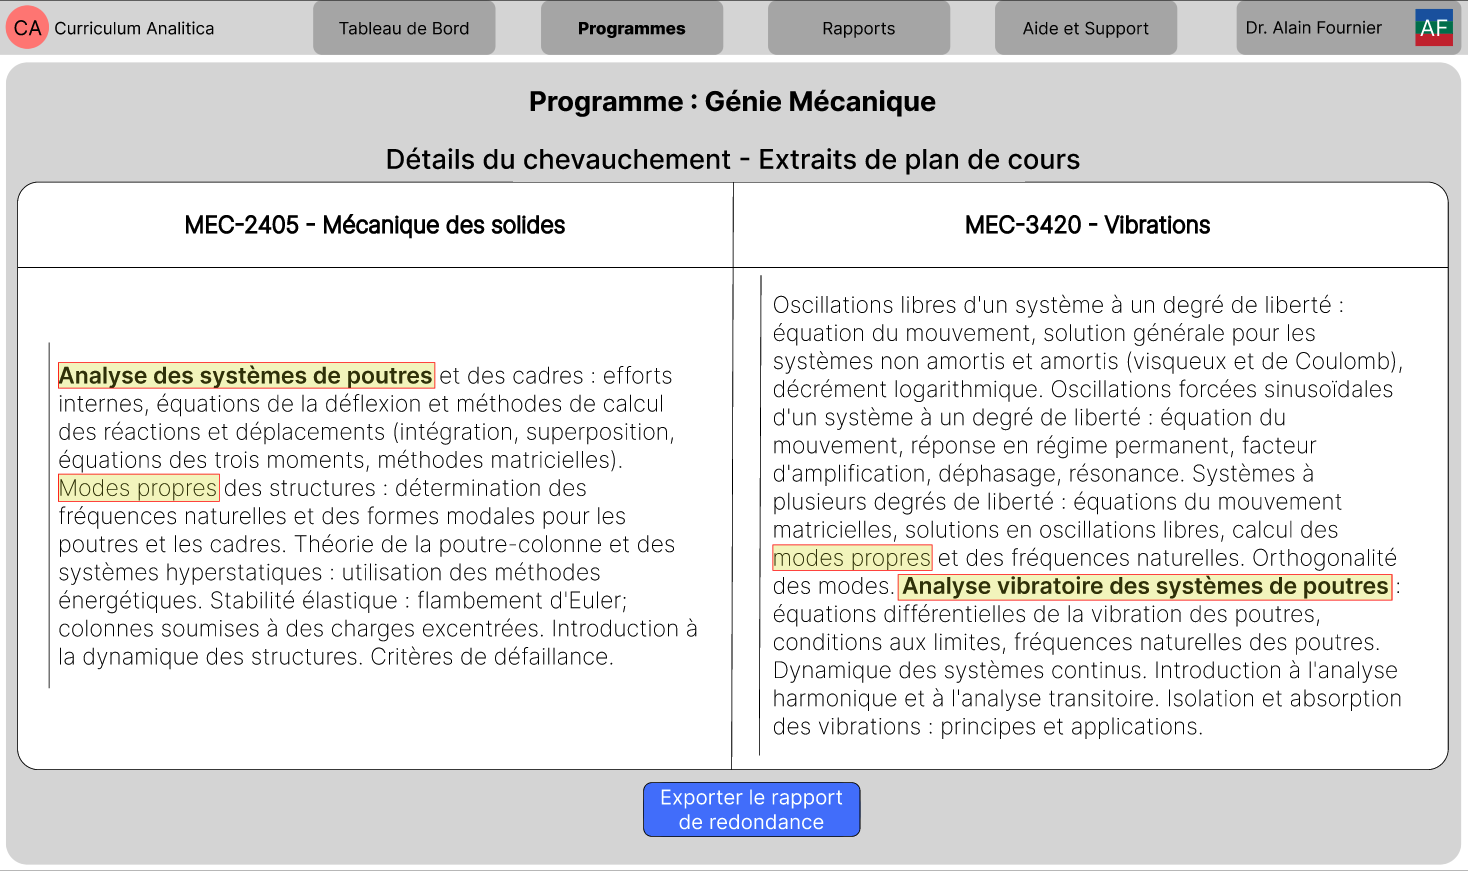 CA Curriculum Analitica
Tableau de Bord
Programmes
Rapports
Aide et Support
Dr. Alain Fournier
AF
Programme : Génie Mécanique
Détails du chevauchement - Extraits de plan de cours
MEC-2405 - Mécanique des solides
Analyse des systèmes de poutres et des cadres : efforts
internes, équations de la déflexion et méthodes de calcul
des réactions et déplacements (intégration, superposition,
équations des trois moments, méthodes matricielles).
Modes propres des structures : détermination des
fréquences naturelles et des formes modales pour les
poutres et les cadres. Théorie de la poutre-colonne et des
systèmes hyperstatiques : utilisation des méthodes
énergétiques. Stabilité élastique : flambement d'Euler;
colonnes soumises à des charges excentrées. Introduction à
la dynamique des structures. Critères de défaillance.
MEC-3420 - Vibrations
Oscillations libres d'un système à un degré de liberté :
équation du mouvement, solution générale pour les
systèmes non amortis et amortis (visqueux et de Coulomb),
décrément logarithmique. Oscillations forcées sinusoïdales
d'un système à un degré de liberté : équation du
mouvement, réponse en régime permanent, facteur
d'amplification, déphasage, résonance. Systèmes à
plusieurs degrés de liberté : équations du mouvement
matricielles, solutions en oscillations libres, calcul des
modes propres et des fréquences naturelles. Orthogonalité
des modes. Analyse vibratoire des systèmes de poutres :
équations différentielles de la vibration des poutres,
conditions aux limites, fréquences naturelles des poutres.
Dynamique des systèmes continus. Introduction à l'analyse
harmonique et à l'analyse transitoire. Isolation et absorption
des vibrations : principes et applications.
Exporter le rapport
de redondance